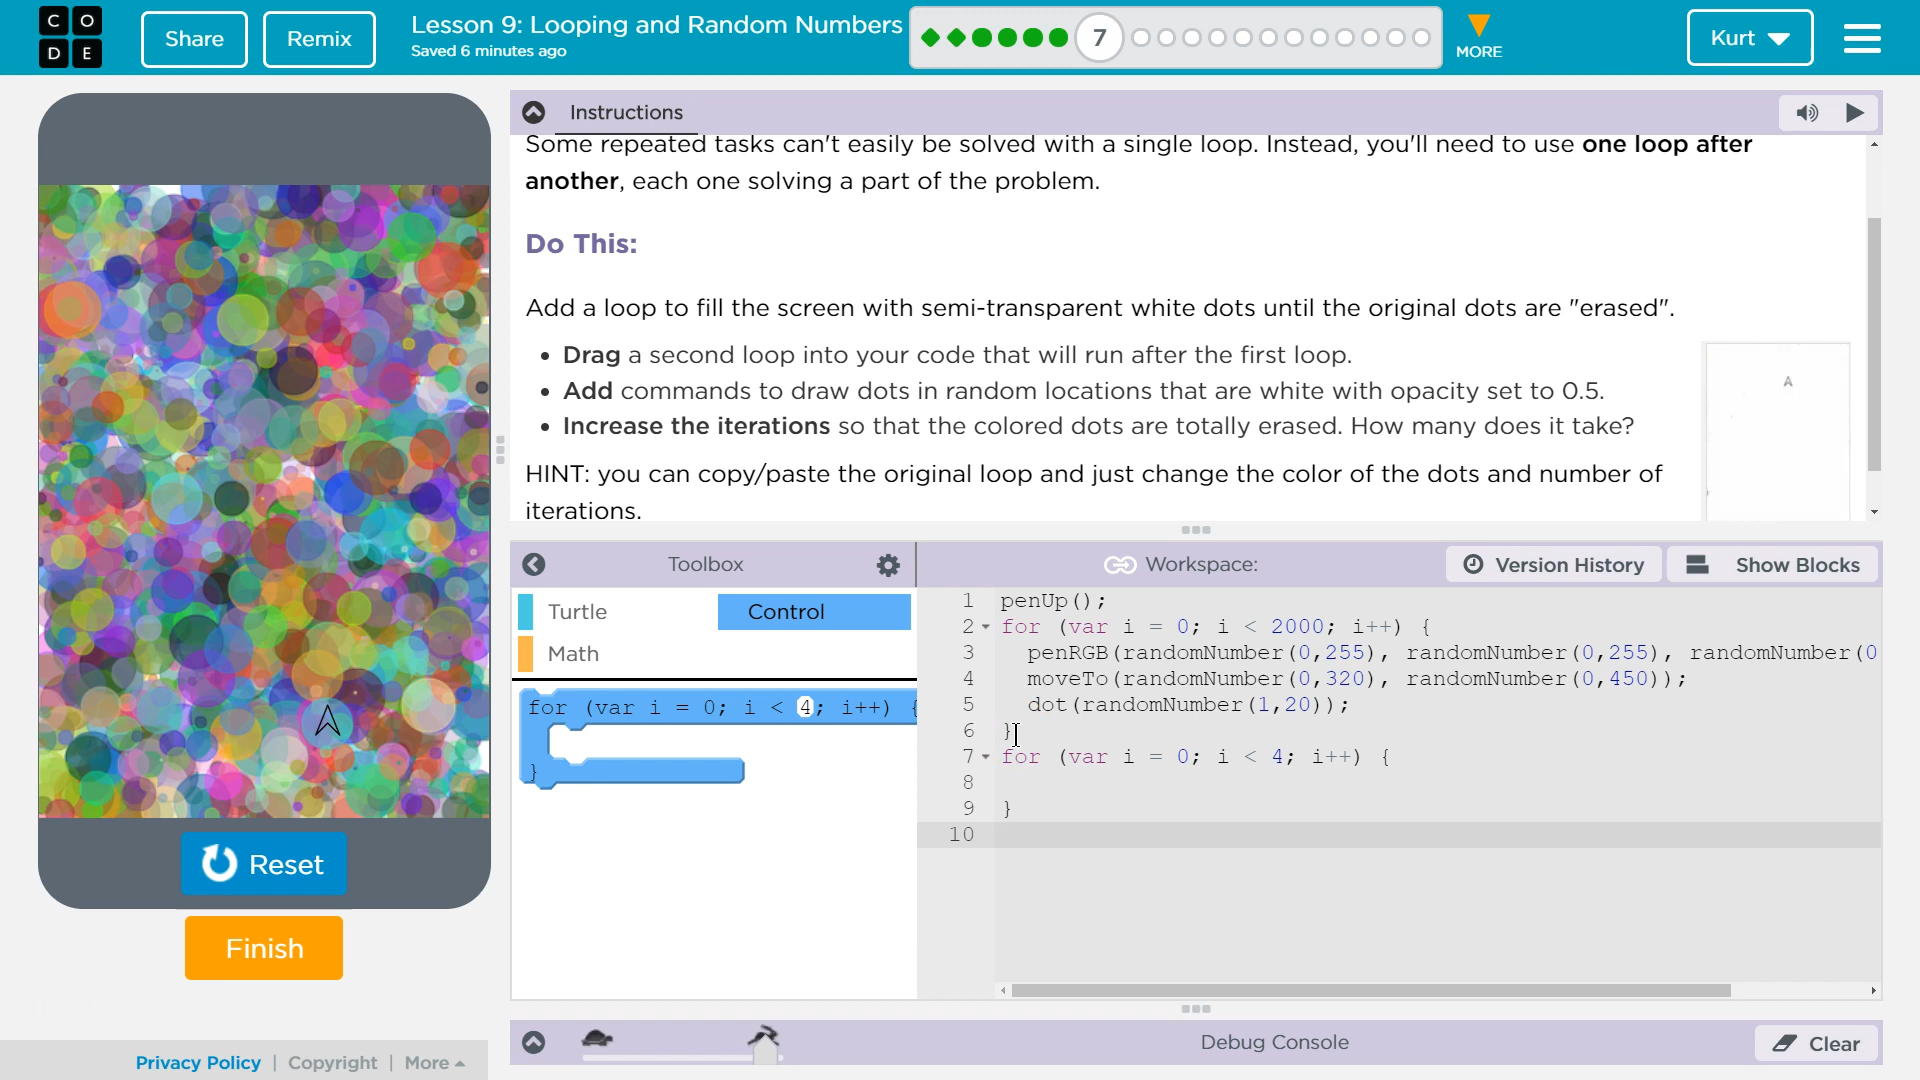 CODE
Share
Remix
Lesson 9: Looping and Random Numbers
Saved 6 minutes ago
7
MORE
Kurt
Instructions
Some repeated tasks can't easily be solved with a single loop. Instead, you'll need to use one loop after
another, each one solving a part of the problem.
Do This:
Add a loop to fill the screen with semi-transparent white dots until the original dots are "erased".
• Drag a second loop into your code that will run after the first loop.
• Add commands to draw dots in random locations that are white with opacity set to 0.5.
• Increase the iterations so that the colored dots are totally erased. How many does it take?
HINT: you can copy/paste the original loop and just change the color of the dots and number of
iterations.
Toolbox
Workspace:
Version History
Show Blocks
Turtle
Control
Math
for (var i = 0; i < 4; i++) {
}
1 penUp();
2 for (var i = 0; i < 2000; i++) {
3 penRGB(randomNumber(0,255), randomNumber(0,255), randomNumber(0
4 moveTo(randomNumber(0,320), randomNumber(0,450));
5 dot(randomNumber(1,20));
6 }
7 for (var i = 0; i < 4; i++) {
8
9 }
10
Reset
Finish
Debug Console
Clear
Privacy Policy | Copyright | More